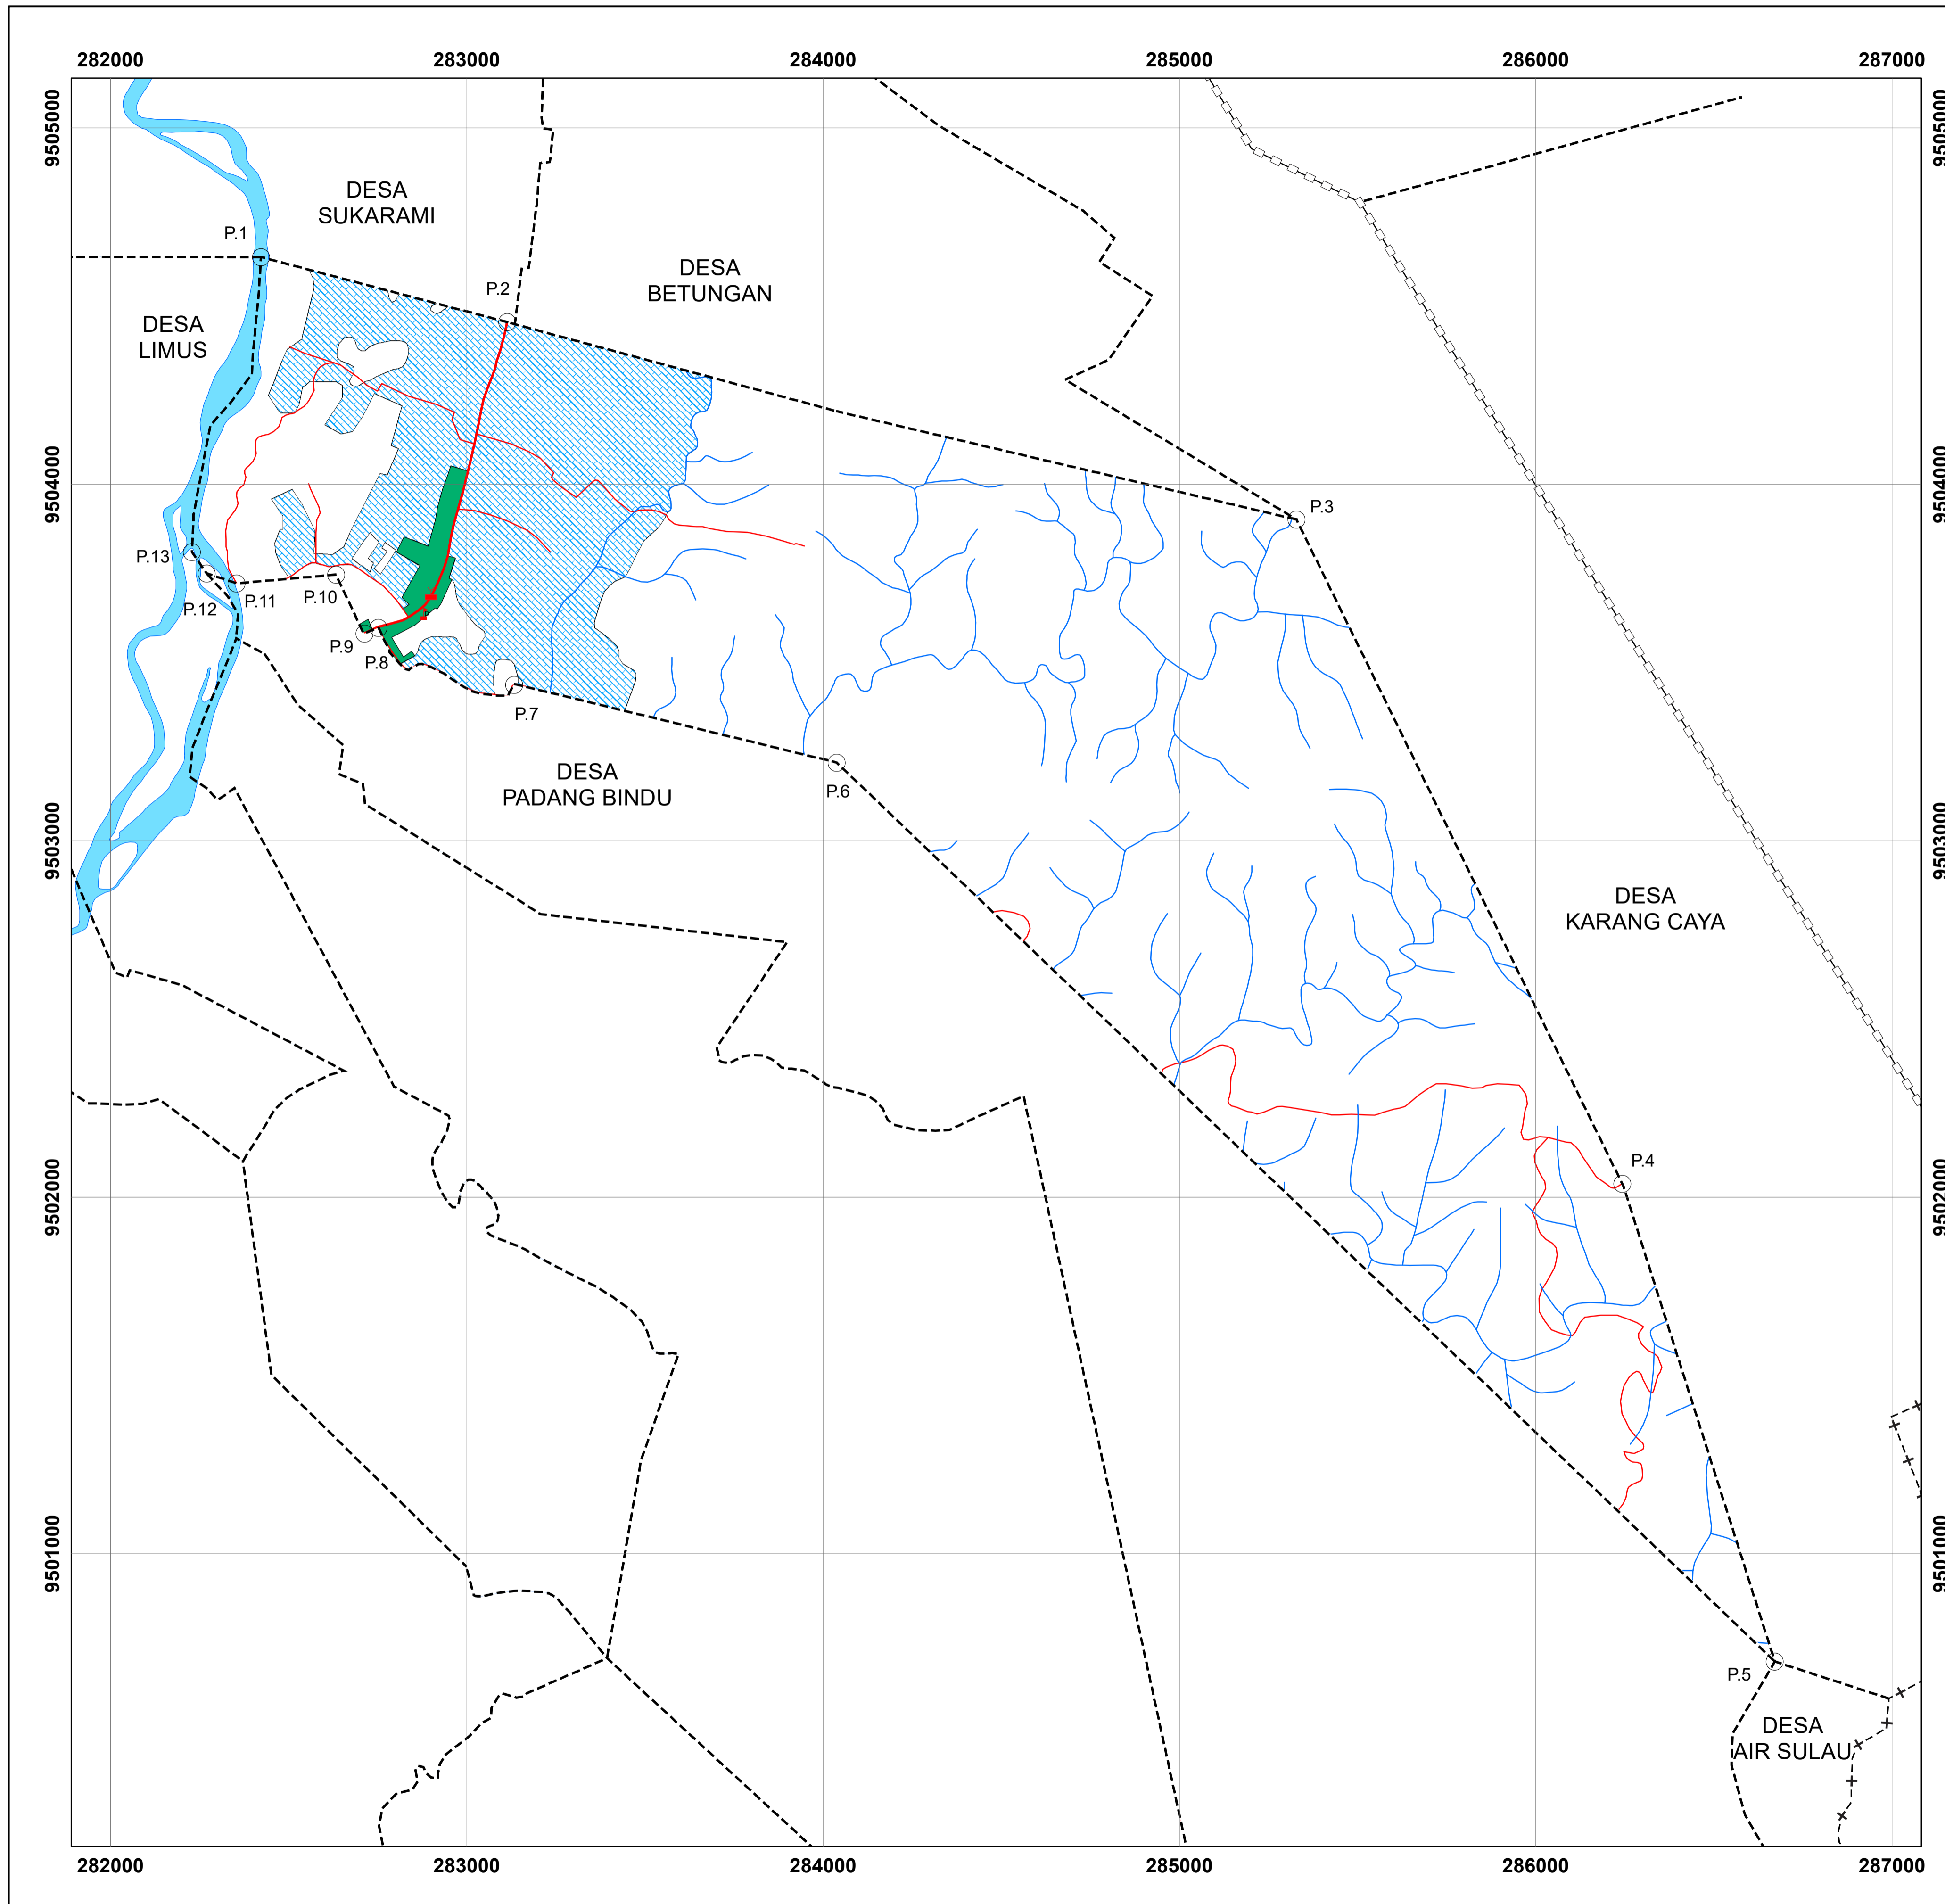 282000 283000 284000 285000 286000 287000
9505000
9505000
DESA
SUKARAMI
P.1
DESA
BETUNGAN
P.2
DESA
LIMUS
9504000
9504000
P.3
P.13
P.12
P.11
P.10
P.9
P.8
P.7
DESA
PADANG BINDU
P.6
9503000
9503000
DESA
KARANG CAYA
P.4
9502000
9502000
9501000
9501000
P.5
DESA
AIR SULAU
282000 283000 284000 285000 286000 287000